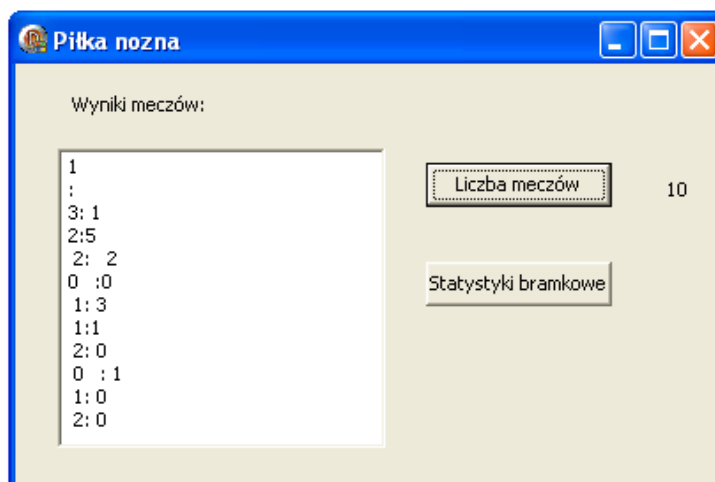 Piłka nozna
Wyniki meczów:
1
:
3: 1
2:5
2:  2
0  :0
1: 3
1:1
2: 0
0  : 1
1: 0
2: 0
Liczba meczów
10
Statystyki bramkowe